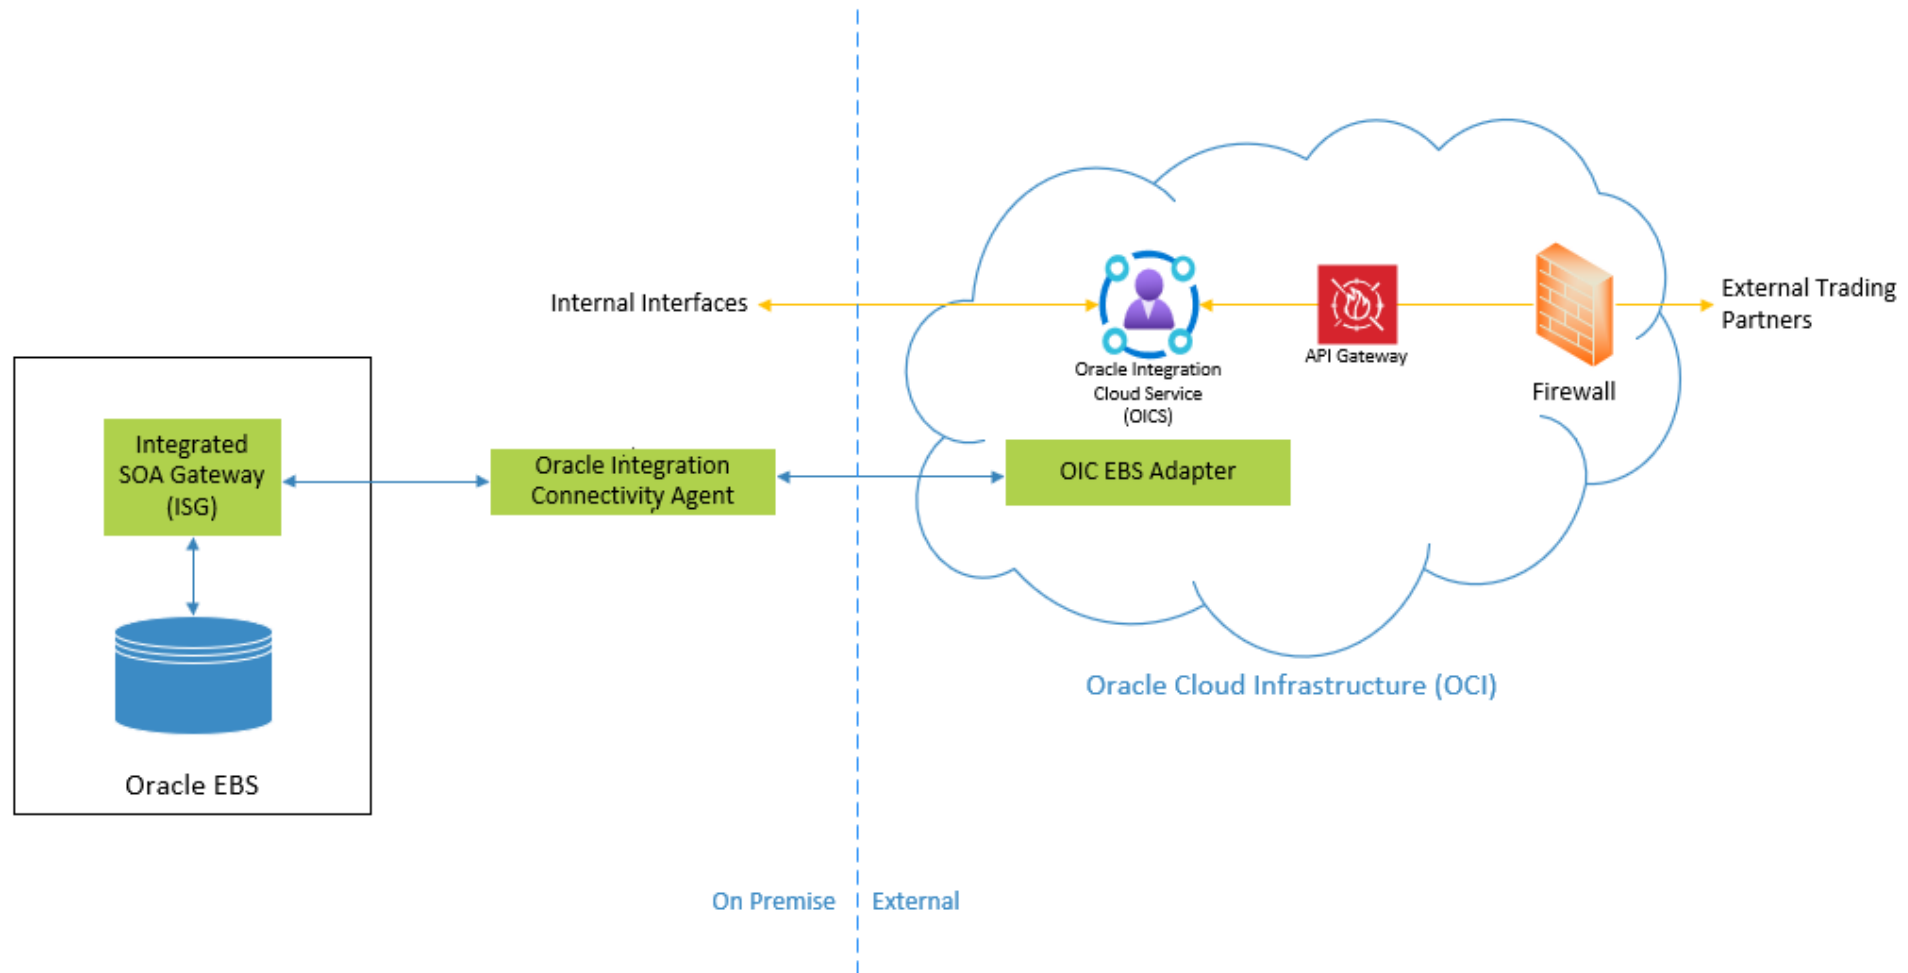 Internal Interfaces
External Trading
Partners
API Gateway
Oracle Integration
Cloud Service
(OICS)
Firewall
Integrated
SOA Gateway
(ISG)
Oracle Integration
Connectivity Agent
OIC EBS Adapter
Oracle Cloud Infrastructure (OCI)
Oracle EBS
On Premise
External